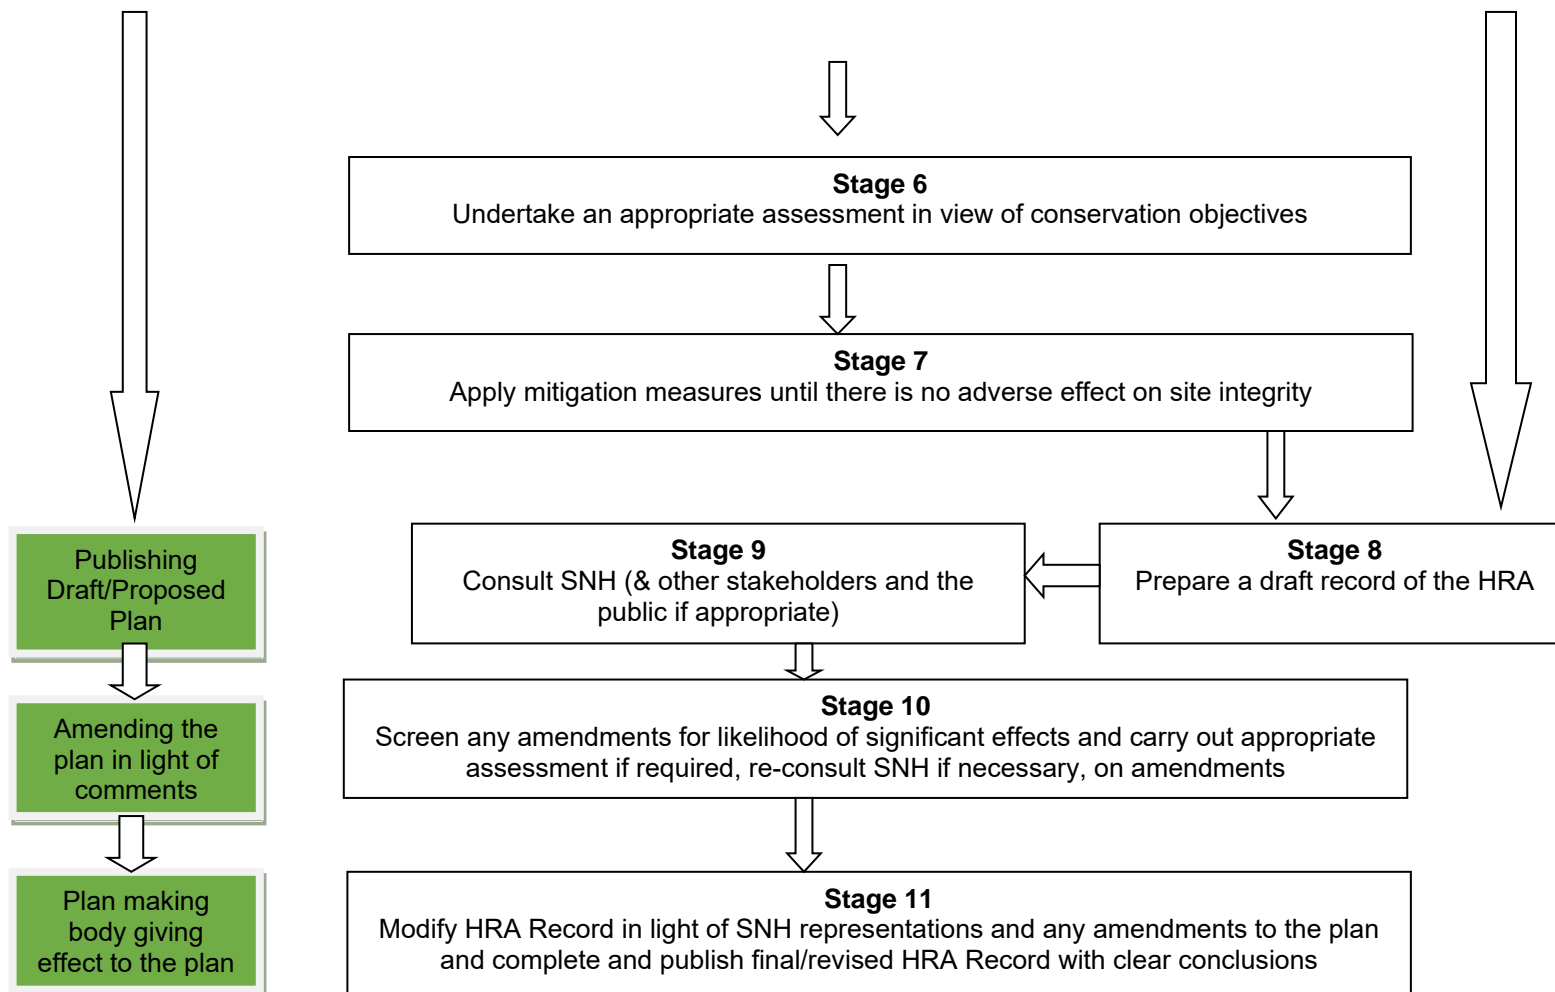 Stage 6
Undertake an appropriate assessment in view of conservation objectives
Stage 7
Apply mitigation measures until there is no adverse effect on site integrity
Publishing
Draft/Proposed
Plan
Stage 9
Consult SNH (& other stakeholders and the
public if appropriate)
Stage 8
Prepare a draft record of the HRA
Amending the
plan in light of
comments
Stage 10
Screen any amendments for likelihood of significant effects and carry out appropriate
assessment if required, re-consult SNH if necessary, on amendments
Plan making
body giving
effect to the plan
Stage 11
Modify HRA Record in light of SNH representations and any amendments to the plan
and complete and publish final/revised HRA Record with clear conclusions